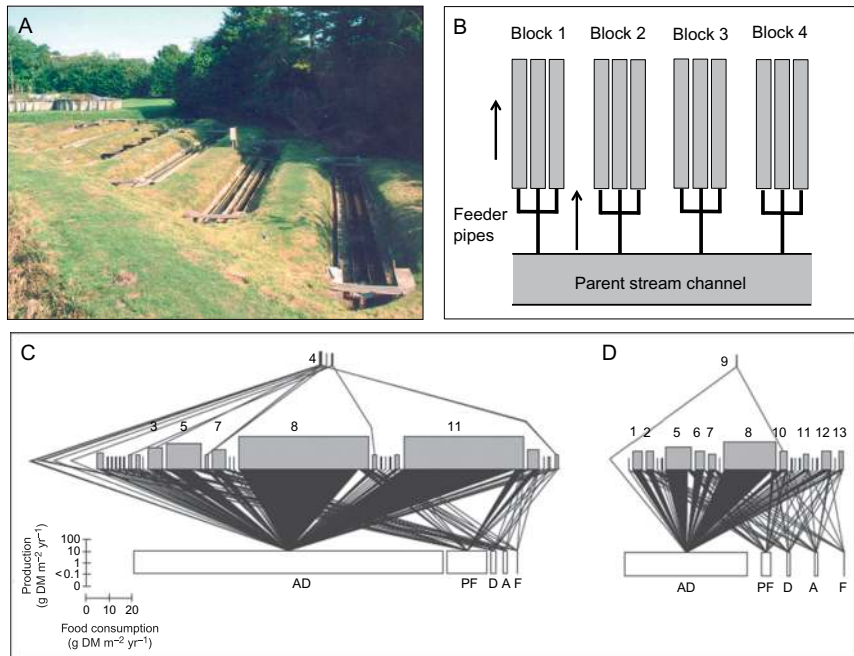 A
B
Block 1 Block 2 Block 3 Block 4
Feeder
pipes
Parent stream channel
C
4
3 5 7 8 11
AD PF D A F
Production
(g DM m⁻² yr⁻¹)
100
10
1
<0.1
0
0 10 20
Food consumption
(g DM m⁻² yr⁻¹)
D
9
1 2 5 6 7 8 10 11 12 13
AD PF D A F